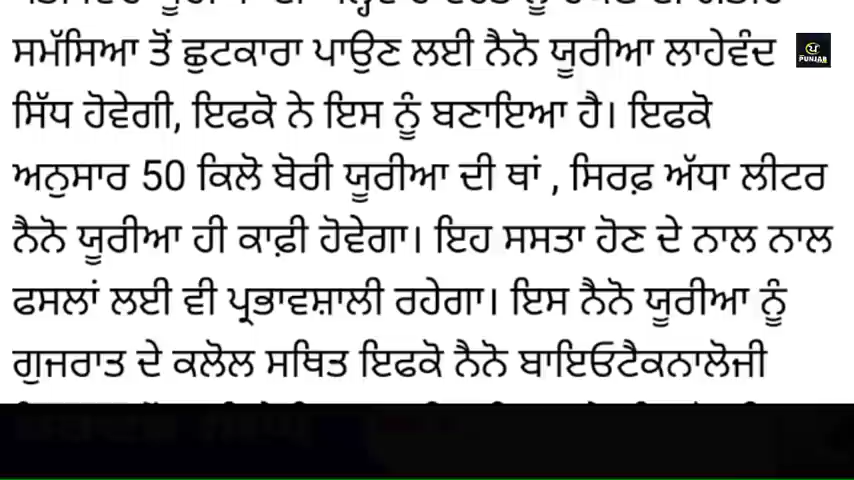 ਸਮੱਸਿਆ ਤੋਂ ਛੁਟਕਾਰਾ ਪਾਉਣ ਲਈ ਨੈਨੋ ਯੂਰੀਆ ਲਾਹੇਵੰਦ
ਸਿੱਧ ਹੋਵੇਗੀ, ਇਫਕੋ ਨੇ ਇਸ ਨੂੰ ਬਣਾਇਆ ਹੈ। ਇਫਕੋ
ਅਨੁਸਾਰ 50 ਕਿਲੋ ਬੋਰੀ ਯੂਰੀਆ ਦੀ ਥਾਂ , ਸਿਰਫ਼ ਅੱਧਾ ਲੀਟਰ
ਨੈਨੋ ਯੂਰੀਆ ਹੀ ਕਾਫ਼ੀ ਹੋਵੇਗਾ। ਇਹ ਸਸਤਾ ਹੋਣ ਦੇ ਨਾਲ ਨਾਲ
ਫਸਲਾਂ ਲਈ ਵੀ ਪ੍ਰਭਾਵਸ਼ਾਲੀ ਰਹੇਗਾ। ਇਸ ਨੈਨੋ ਯੂਰੀਆ ਨੂੰ
ਗੁਜਰਾਤ ਦੇ ਕਲੋਲ ਸਥਿਤ ਇਫਕੋ ਨੈਨੋ ਬਾਇਓਟੈਕਨਾਲੋਜੀ
PUNJAB